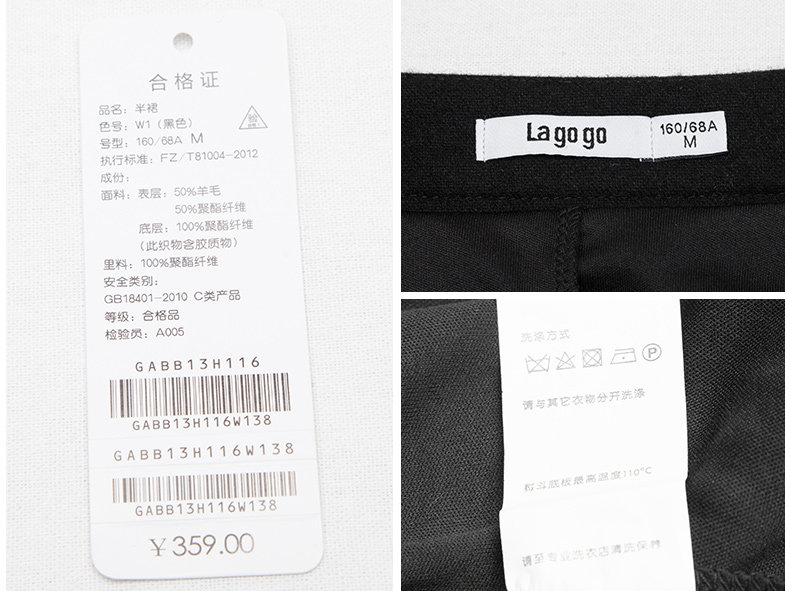 合格证
品名：半裙
色号：W1（黑色）
验
号型：160/68A M
执行标准：FZ/T81004-2012
成份：
面料：表层：50%羊毛
50%聚酯纤维
底层：100%聚酯纤维
（此织物含胶质物）
里料：100%聚酯纤维
安全类别：
GB18401-2010 C类产品
等级：合格品
检验员：A005
GABB13H116
GABB13H116W138
GABB13H116W138
GABB13H116W138
￥359.00
Lagogo
160/68A
M
洗涤方式
P
请与其它衣物分开洗涤
熨斗底板最高温度110℃
请至专业洗衣店清洗保养